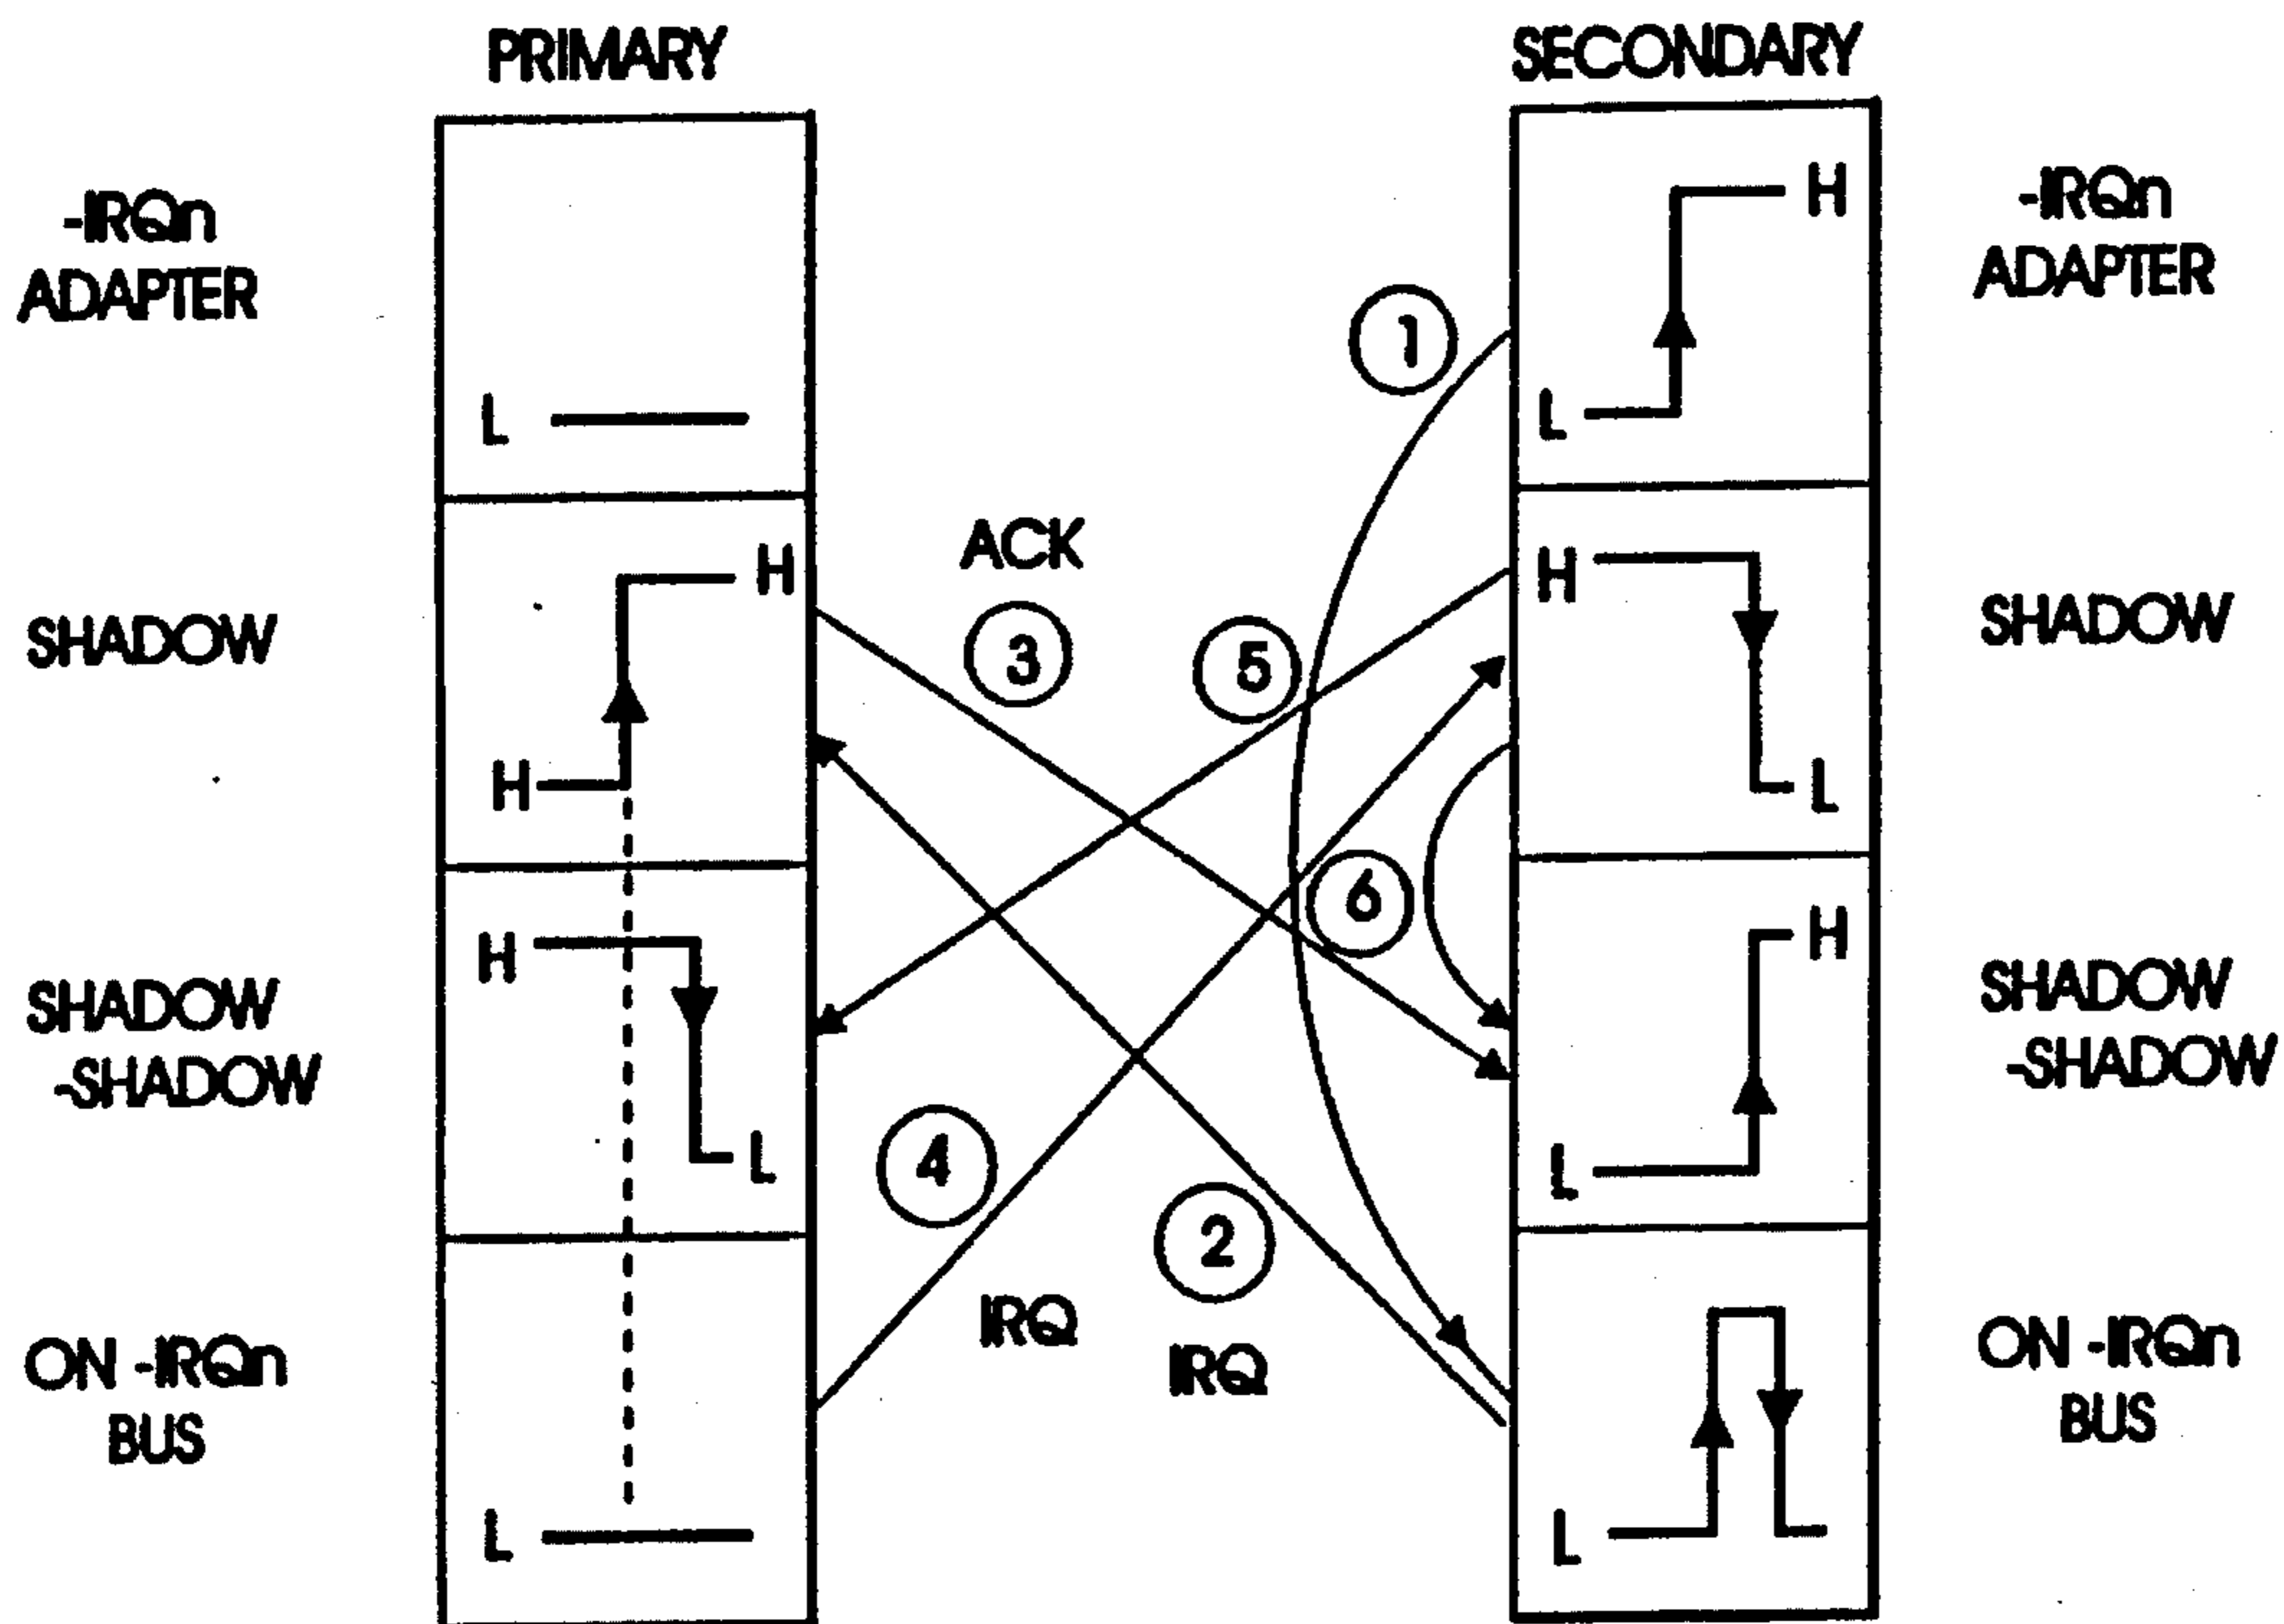 PRIMARY
SECONDARY
-IRQn
ADAPTER
L
H
L
-IRQn
ADAPTER
1
SHADOW
H
H
ACK
3
5
H
L
SHADOW
SHADOW
-SHADOW
H
L
6
4
2
H
L
SHADOW
-SHADOW
ON -IRQn
BUS
L
IRQ
IRQ
L
ON -IRQn
BUS